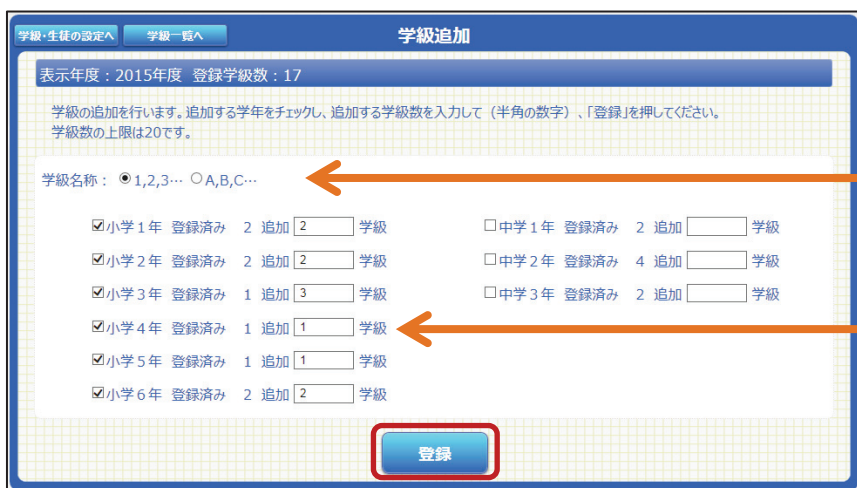 学級・生徒の設定へ 学級一覧へ 学級追加
表示年度：2015年度 登録学級数：17
学級の追加を行います。追加する学年をチェックし、追加する学級数を入力して（半角の数字）、「登録」を押してください。
学級数の上限は20です。
学級名称： 1,2,3… A,B,C…
小学１年 登録済み 2 追加 2 学級 中学１年 登録済み 2 追加 学級
小学２年 登録済み 2 追加 2 学級 中学２年 登録済み 4 追加 学級
小学３年 登録済み 1 追加 3 学級 中学３年 登録済み 2 追加 学級
小学４年 登録済み 1 追加 1 学級
小学５年 登録済み 1 追加 1 学級
小学６年 登録済み 2 追加 2 学級
登録